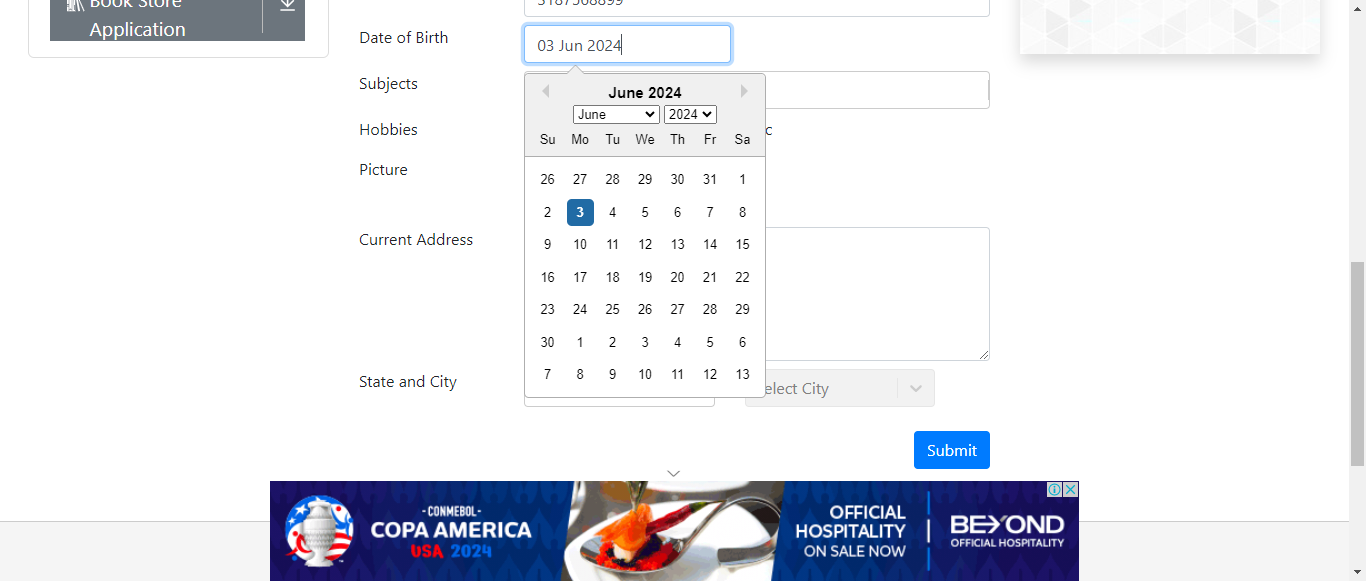 Book Store
Application
3187568899
Date of Birth
03 Jun 2024
Subjects
June 2024
June
2024
Hobbies
c
Su Mo Tu We Th Fr Sa
Picture
26 27 28 29 30 31 1
2 3 4 5 6 7 8
Current Address
9 10 11 12 13 14 15
16 17 18 19 20 21 22
23 24 25 26 27 28 29
30 1 2 3 4 5 6
7 8 9 10 11 12 13
State and City
elect City
Submit
-CONMEBOL-
COPA AMERICA
USA 2024
OFFICIAL
HOSPITALITY
ON SALE NOW
BEYOND
OFFICIAL HOSPITALITY